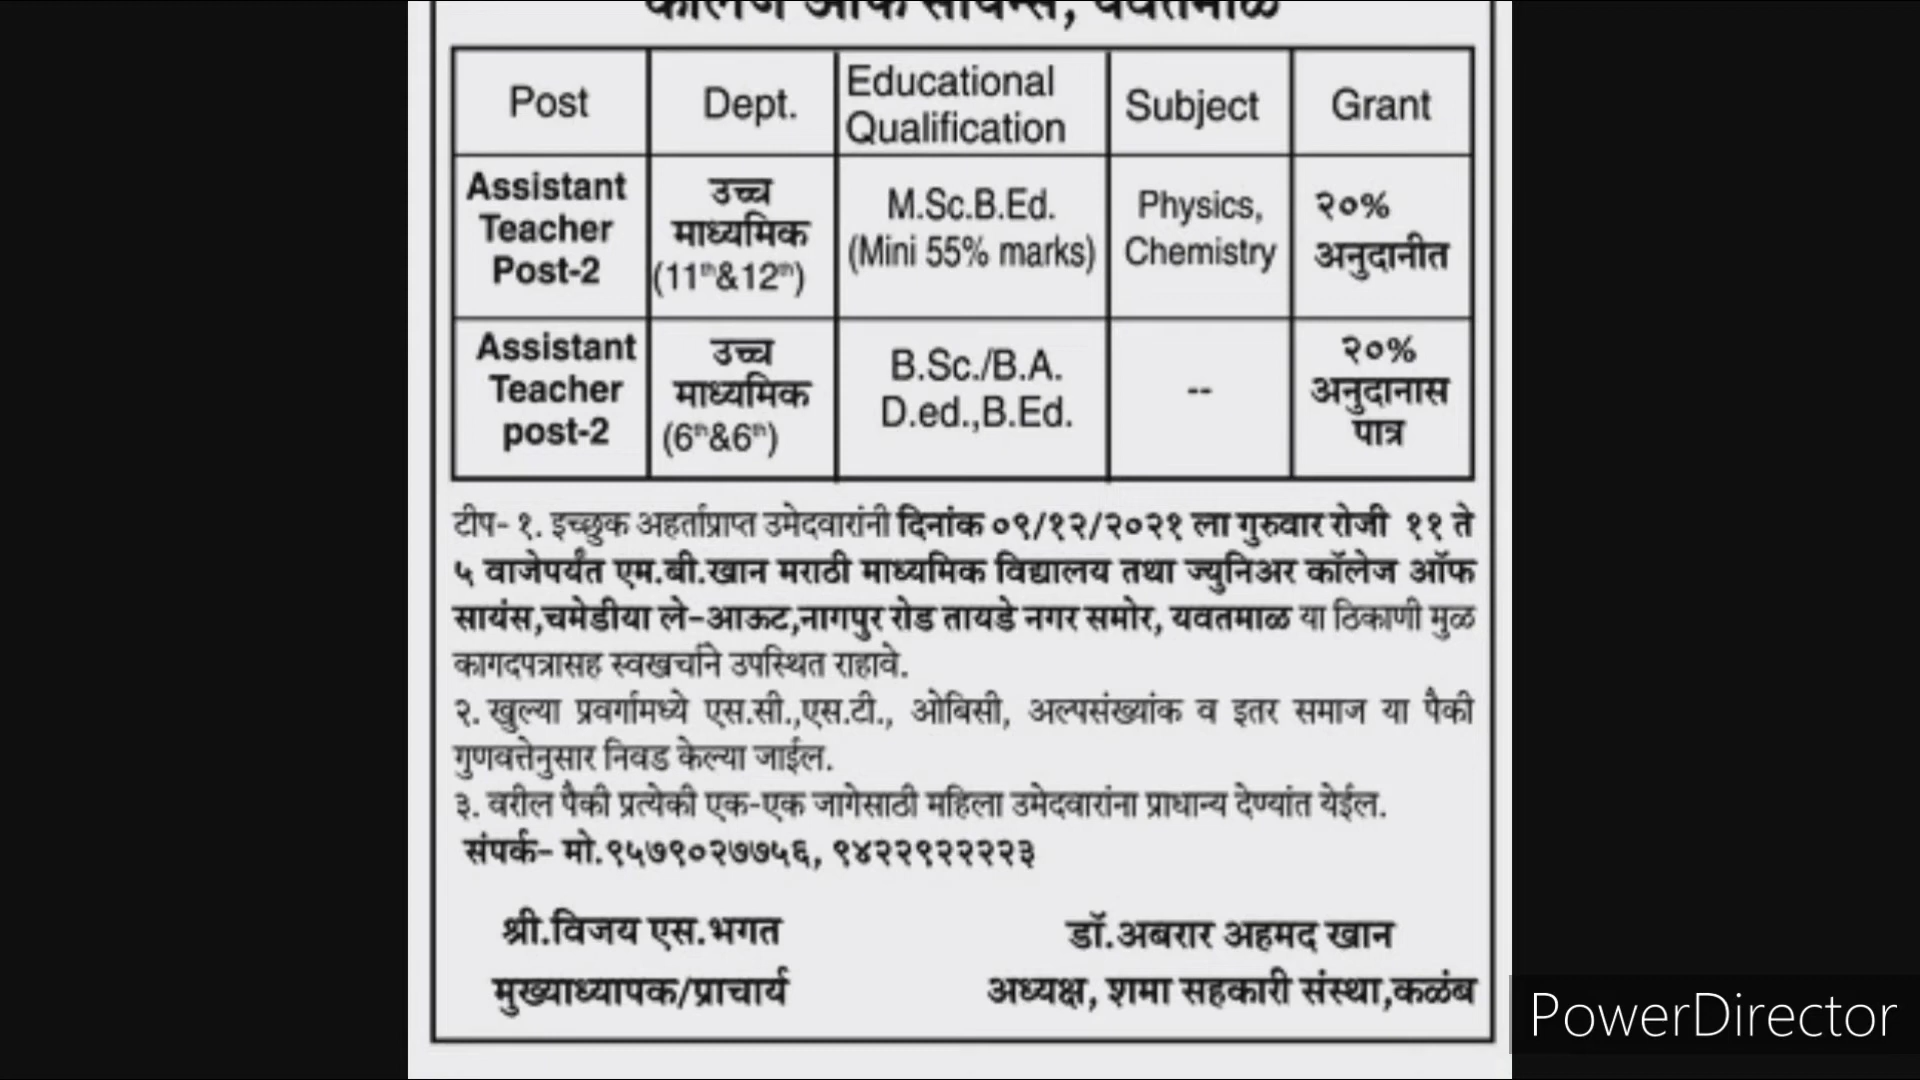 कॉलेज ऑफ सायन्स, यवतमाळ
Post Dept. Educational Qualification Subject Grant
Assistant Teacher Post-2 उच्च माध्यमिक (11th&12th) M.Sc.B.Ed. (Mini 55% marks) Physics, Chemistry २०% अनुदानीत
Assistant Teacher post-2 उच्च माध्यमिक (6th&6th) B.Sc./B.A. D.ed.,B.Ed. -- २०% अनुदानास पात्र
टीप- १. इच्छुक अहर्ताप्राप्त उमेदवारांनी दिनांक ०९/१२/२०२१ ला गुरुवार रोजी ११ ते
५ वाजेपर्यंत एम.बी.खान मराठी माध्यमिक विद्यालय तथा ज्युनिअर कॉलेज ऑफ
सायंस,चमेडीया ले-आऊट,नागपुर रोड तायडे नगर समोर, यवतमाळ या ठिकाणी मुळ
कागदपत्रासह स्वखर्चाने उपस्थित राहावे.
२. खुल्या प्रवर्गामध्ये एस.सी.,एस.टी., ओबिसी, अल्पसंख्यांक व इतर समाज या पैकी
गुणवत्तेनुसार निवड केल्या जाईल.
३. वरील पैकी प्रत्येकी एक-एक जागेसाठी महिला उमेदवारांना प्राधान्य देण्यांत येईल.
संपर्क- मो.९५७९०२७७५६, ९४२२९२२२२३
श्री.विजय एस.भगत डॉ.अबरार अहमद खान
मुख्याध्यापक/प्राचार्य अध्यक्ष, शमा सहकारी संस्था,कळंब
PowerDirector